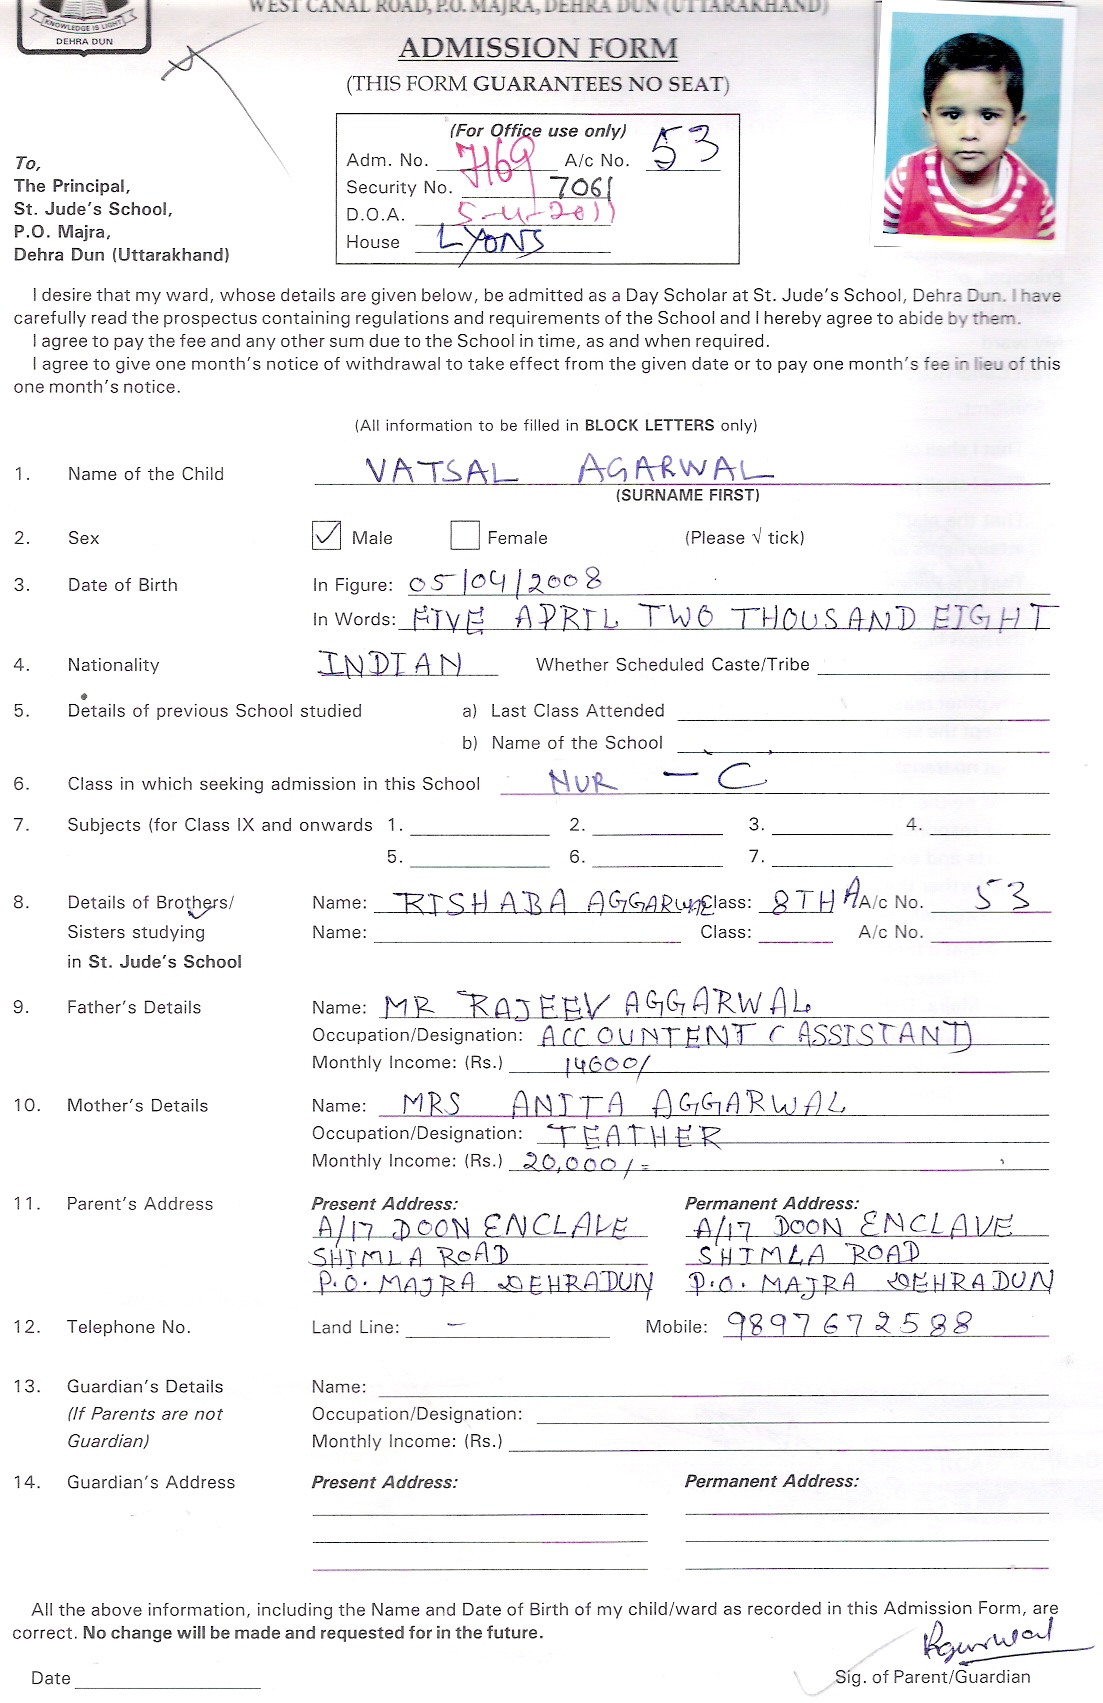 WEST CANAL ROAD, P.O. MAJRA, DEHRA DUN (UTTARAKHAND)
KNOWLEDGE IS LIGHT
DEHRA DUN
ADMISSION FORM
(THIS FORM GUARANTEES NO SEAT)
(For Office use only)
Adm. No. 7169 A/c No. 53
Security No. 7061
D.O.A. 5-4-2011
House LYONS
To,
The Principal,
St. Jude's School,
P.O. Majra,
Dehra Dun (Uttarakhand)
I desire that my ward, whose details are given below, be admitted as a Day Scholar at St. Jude's School, Dehra Dun. I have
carefully read the prospectus containing regulations and requirements of the School and I hereby agree to abide by them.
I agree to pay the fee and any other sum due to the School in time, as and when required.
I agree to give one month's notice of withdrawal to take effect from the given date or to pay one month's fee in lieu of this
one month's notice.
(All information to be filled in BLOCK LETTERS only)
1. Name of the Child VATSAL AGARWAL
(SURNAME FIRST)
2. Sex Male Female (Please √ tick)
3. Date of Birth In Figure: 05/04/2008
In Words: FIVE APRIL TWO THOUSAND EIGHT
4. Nationality INDIAN Whether Scheduled Caste/Tribe
5. Details of previous School studied a) Last Class Attended
b) Name of the School
6. Class in which seeking admission in this School NUR - C
7. Subjects (for Class IX and onwards 1. 2. 3. 4.
5. 6. 7.
8. Details of Brothers/ Name: RISHABA AGGARWAL Class: 8TH A A/c No. 53
Sisters studying Name: Class: A/c No.
in St. Jude's School
9. Father's Details Name: MR RAJEEV AGGARWAL
Occupation/Designation: ACCOUNTENT (ASSISTANT)
Monthly Income: (Rs.) 14600/
10. Mother's Details Name: MRS ANITA AGGARWAL
Occupation/Designation: TEATHER
Monthly Income: (Rs.) 20,000/=
11. Parent's Address Present Address: Permanent Address:
A/17 DOON ENCLAVE A/17 DOON ENCLAVE
SHIMLA ROAD SHIMLA ROAD
P.O. MAJRA DEHRADUN P.O. MAJRA DEHRADUN
12. Telephone No. Land Line: - Mobile: 9897672588
13. Guardian's Details Name:
(If Parents are not Occupation/Designation:
Guardian) Monthly Income: (Rs.)
14. Guardian's Address Present Address: Permanent Address:
All the above information, including the Name and Date of Birth of my child/ward as recorded in this Admission Form, are
correct. No change will be made and requested for in the future.
Rgarwal
Date Sig. of Parent/Guardian